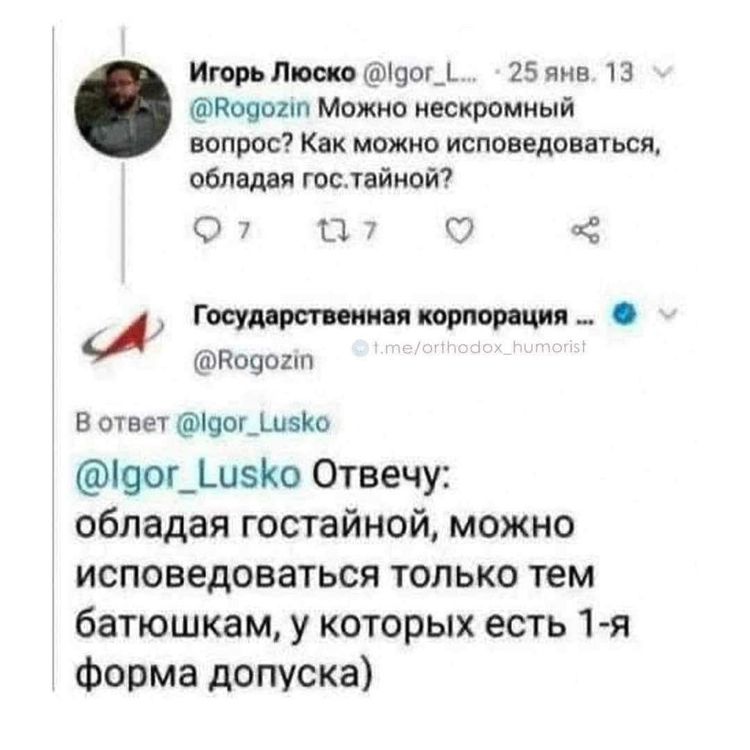 Игорь Люско @Igor_L... · 25 янв. 13
@Rogozin Можно нескромный
вопрос? Как можно исповедоваться,
обладая гос.тайной?
7 7
Государственная корпорация ...
@Rogozin
t.me/orthodox_humorist
В ответ @Igor_Lusko
@Igor_Lusko Отвечу:
обладая гостайной, можно
исповедоваться только тем
батюшкам, у которых есть 1-я
форма допуска)